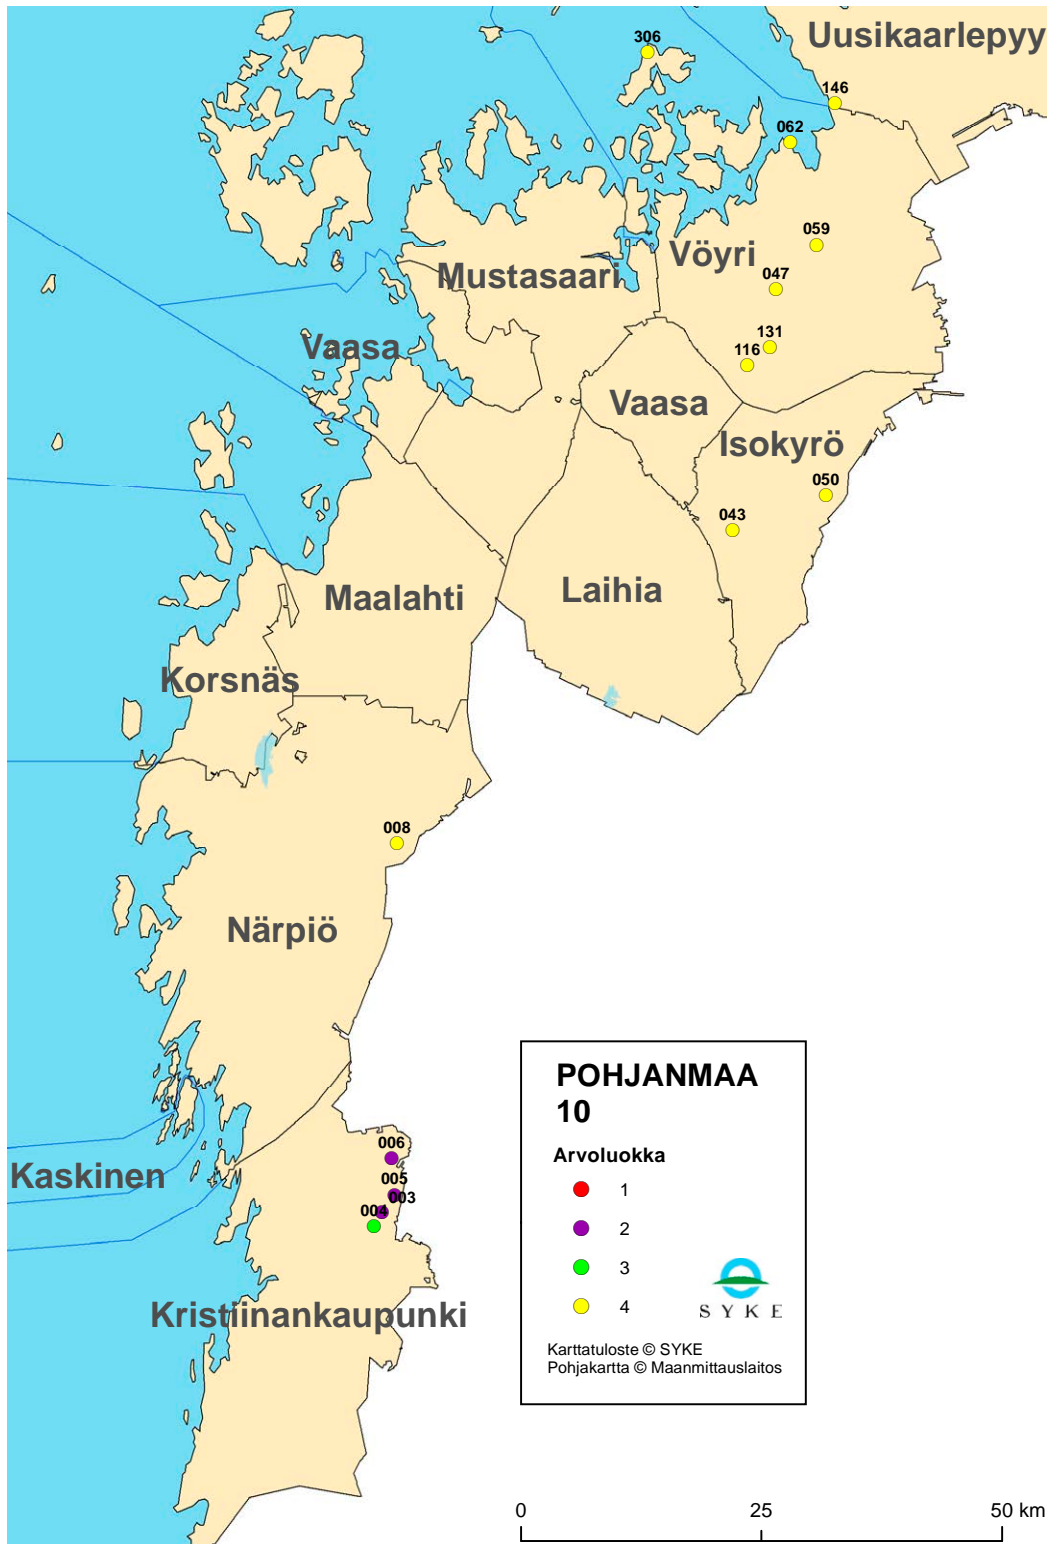 Uusikaarlepyy
306
146
062
059
Vöyri
Mustasaari
047
131
116
Vaasa
Vaasa
Isokyrö
050
043
Laihia
Maalahti
Korsnäs
008
Närpiö
POHJANMAA
10
Arvoluokka
1
2
3
4
SYKE
Karttatuloste © SYKE
Pohjakartta © Maanmittauslaitos
006
Kaskinen
005
003
004
Kristiinankaupunki
0 25 50 km